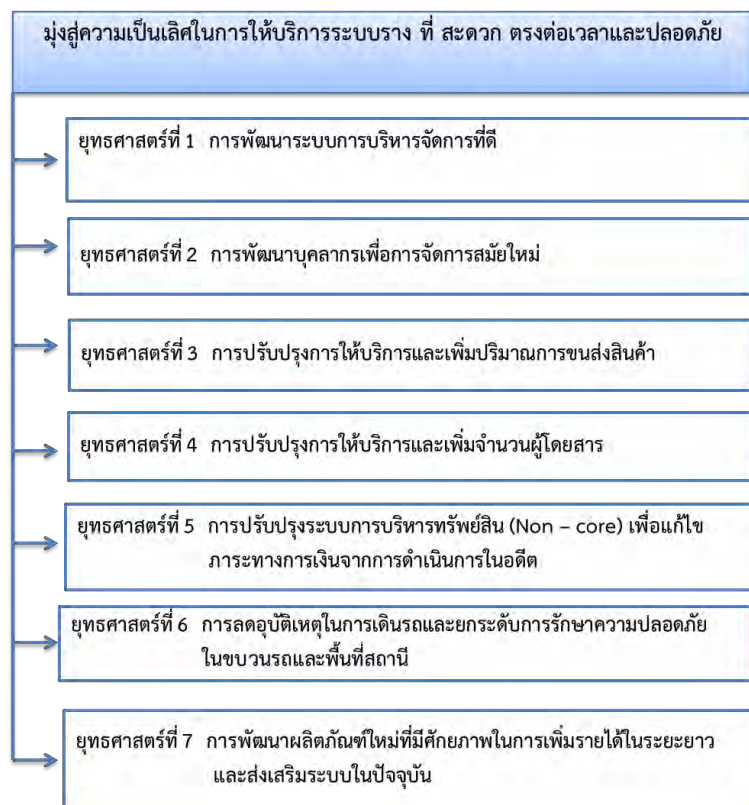 มุ่งสู่ความเป็นเลิศในการให้บริการระบบราง ที่ สะดวก ตรงต่อเวลาและปลอดภัย
ยุทธศาสตร์ที่ 1 การพัฒนาระบบการบริหารจัดการที่ดี
ยุทธศาสตร์ที่ 2 การพัฒนาบุคลากรเพื่อการจัดการสมัยใหม่
ยุทธศาสตร์ที่ 3 การปรับปรุงการให้บริการและเพิ่มปริมาณการขนส่งสินค้า
ยุทธศาสตร์ที่ 4 การปรับปรุงการให้บริการและเพิ่มจำนวนผู้โดยสาร
ยุทธศาสตร์ที่ 5 การปรับปรุงระบบการบริหารทรัพย์สิน (Non – core) เพื่อแก้ไข
ภาระทางการเงินจากการดำเนินการในอดีต
ยุทธศาสตร์ที่ 6 การลดอุบัติเหตุในการเดินรถและยกระดับการรักษาความปลอดภัย
ในขบวนรถและพื้นที่สถานี
ยุทธศาสตร์ที่ 7 การพัฒนาผลิตภัณฑ์ใหม่ที่มีศักยภาพในการเพิ่มรายได้ในระยะยาว
และส่งเสริมระบบในปัจจุบัน